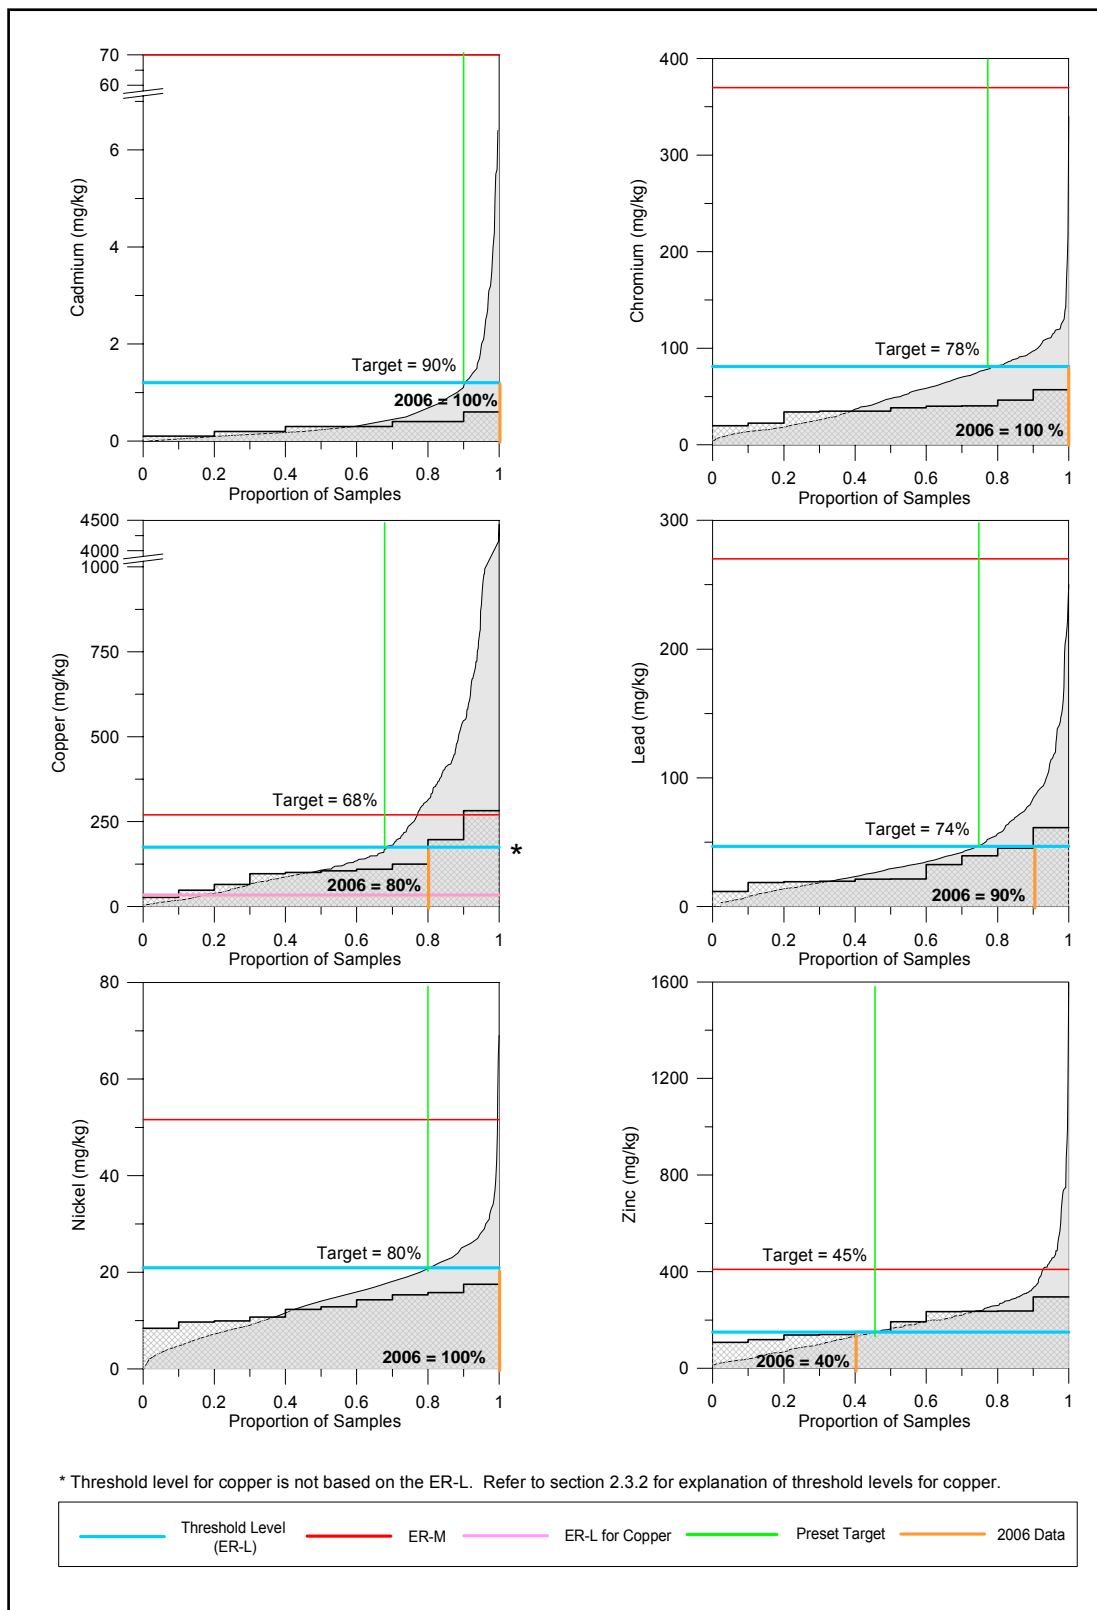 70
60
6
4
2
0
Cadmium (mg/kg)
Target = 90%
2006 = 100%
0 0.2 0.4 0.6 0.8 1
Proportion of Samples
400
300
200
100
0
Chromium (mg/kg)
Target = 78%
2006 = 100 %
0 0.2 0.4 0.6 0.8 1
Proportion of Samples
4500
4000
1000
750
500
250
0
Copper (mg/kg)
Target = 68%
*
2006 = 80%
0 0.2 0.4 0.6 0.8 1
Proportion of Samples
300
200
100
0
Lead (mg/kg)
Target = 74%
2006 = 90%
0 0.2 0.4 0.6 0.8 1
Proportion of Samples
80
60
40
20
0
Nickel (mg/kg)
Target = 80%
2006 = 100%
0 0.2 0.4 0.6 0.8 1
Proportion of Samples
1600
1200
800
400
0
Zinc (mg/kg)
Target = 45%
2006 = 40%
0 0.2 0.4 0.6 0.8 1
Proportion of Samples
* Threshold level for copper is not based on the ER-L. Refer to section 2.3.2 for explanation of threshold levels for copper.
Threshold Level
(ER-L)
ER-M
ER-L for Copper
Preset Target
2006 Data